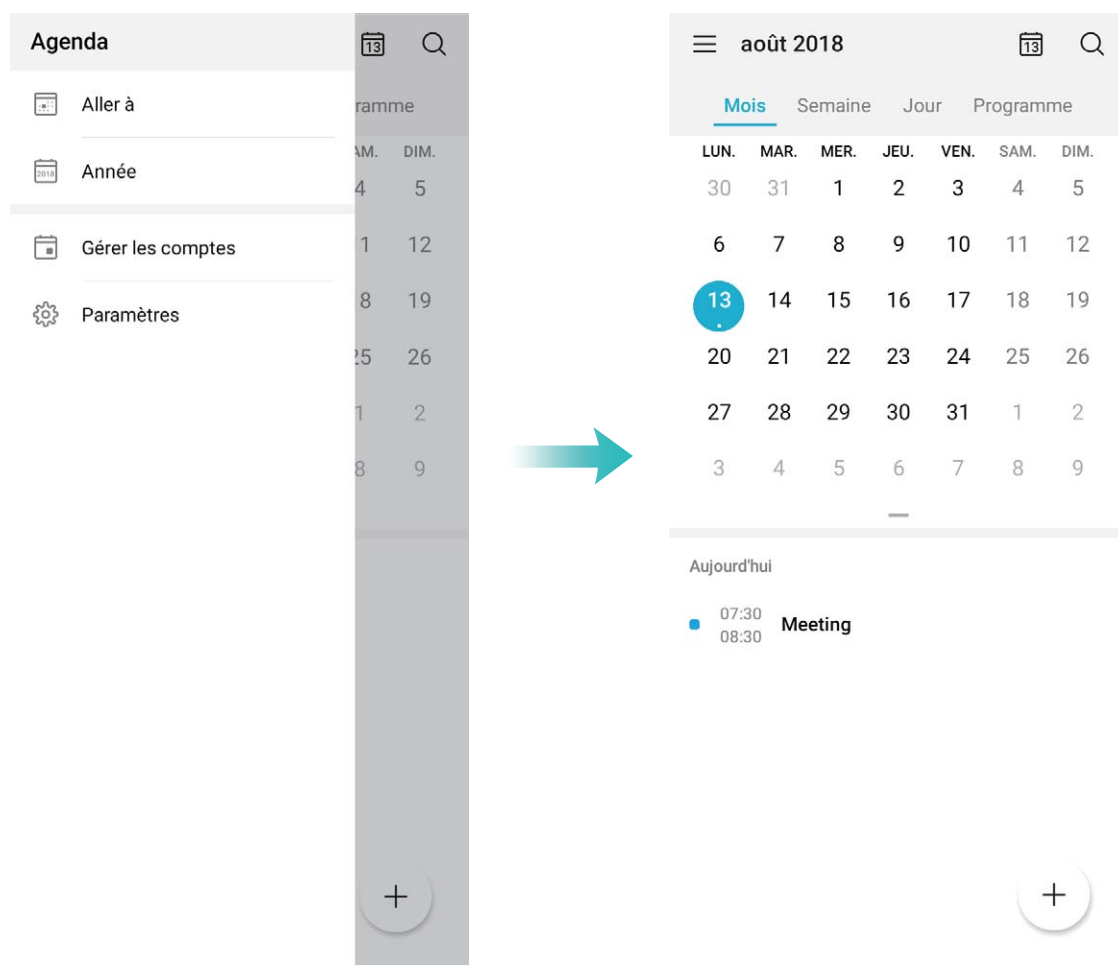 Agenda
13
Aller à
ramme
AM. DIM.
2018 Année
4 5
Gérer les comptes
1 12
Paramètres
8 19
25 26
1 2
8 9
août 2018
13
Mois Semaine Jour Programme
LUN. MAR. MER. JEU. VEN. SAM. DIM.
30 31 1 2 3 4 5
6 7 8 9 10 11 12
13 14 15 16 17 18 19
20 21 22 23 24 25 26
27 28 29 30 31 1 2
3 4 5 6 7 8 9
Aujourd'hui
07:30
08:30
Meeting